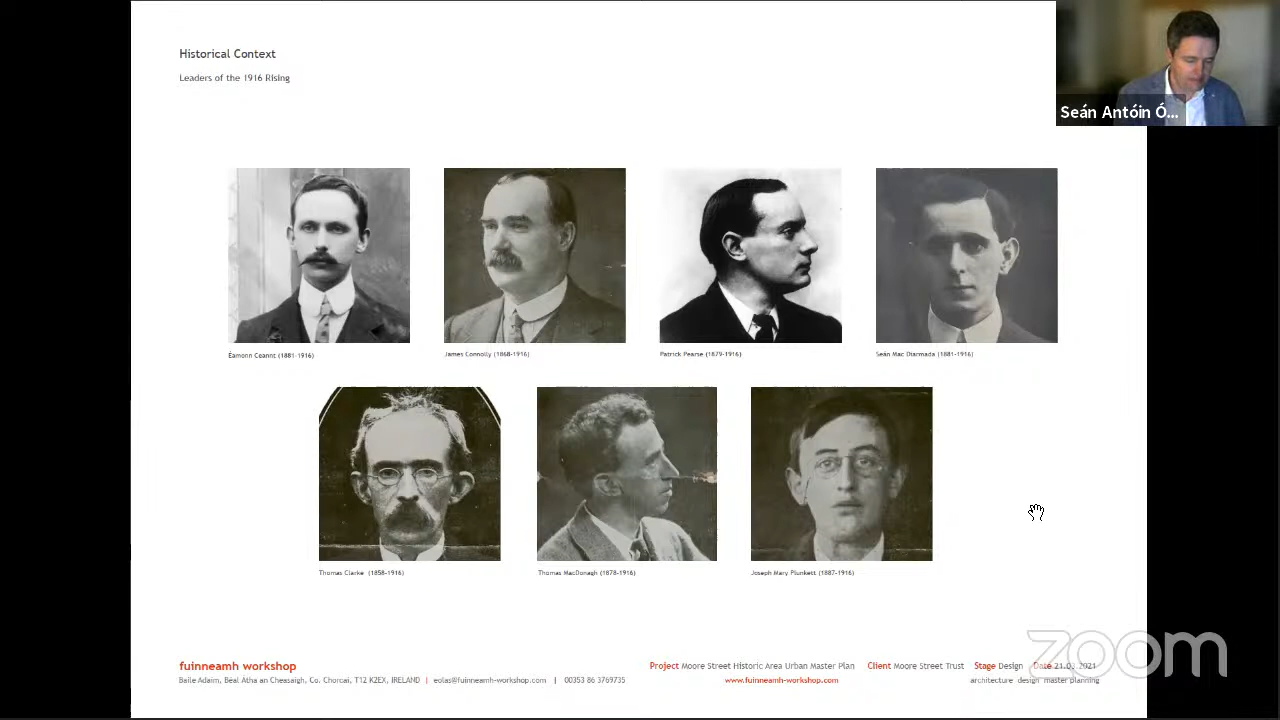 Historical Context
Leaders of the 1916 Rising
Seán Antóin Ó...
Éamonn Ceannt (1881-1916)
James Connolly (1868-1916)
Patrick Pearse (1879-1916)
Seán Mac Diarmada (1881-1916)
Thomas Clarke (1858-1916)
Thomas MacDonagh (1878-1916)
Joseph Mary Plunkett (1887-1916)
fuinneamh workshop
Baile Adaim, Béal Atha an Cheasaigh, Co. Chorcai, T12 K2EX, IRELAND | eolas@fuinneamh-workshop.com | 00353 86 3769735
Project Moore Street Historic Area Urban Master Plan Client Moore Street Trust Stage Design Date 21.03.2021
www.fuinneamh-workshop.com
architecture design master planning
zoom